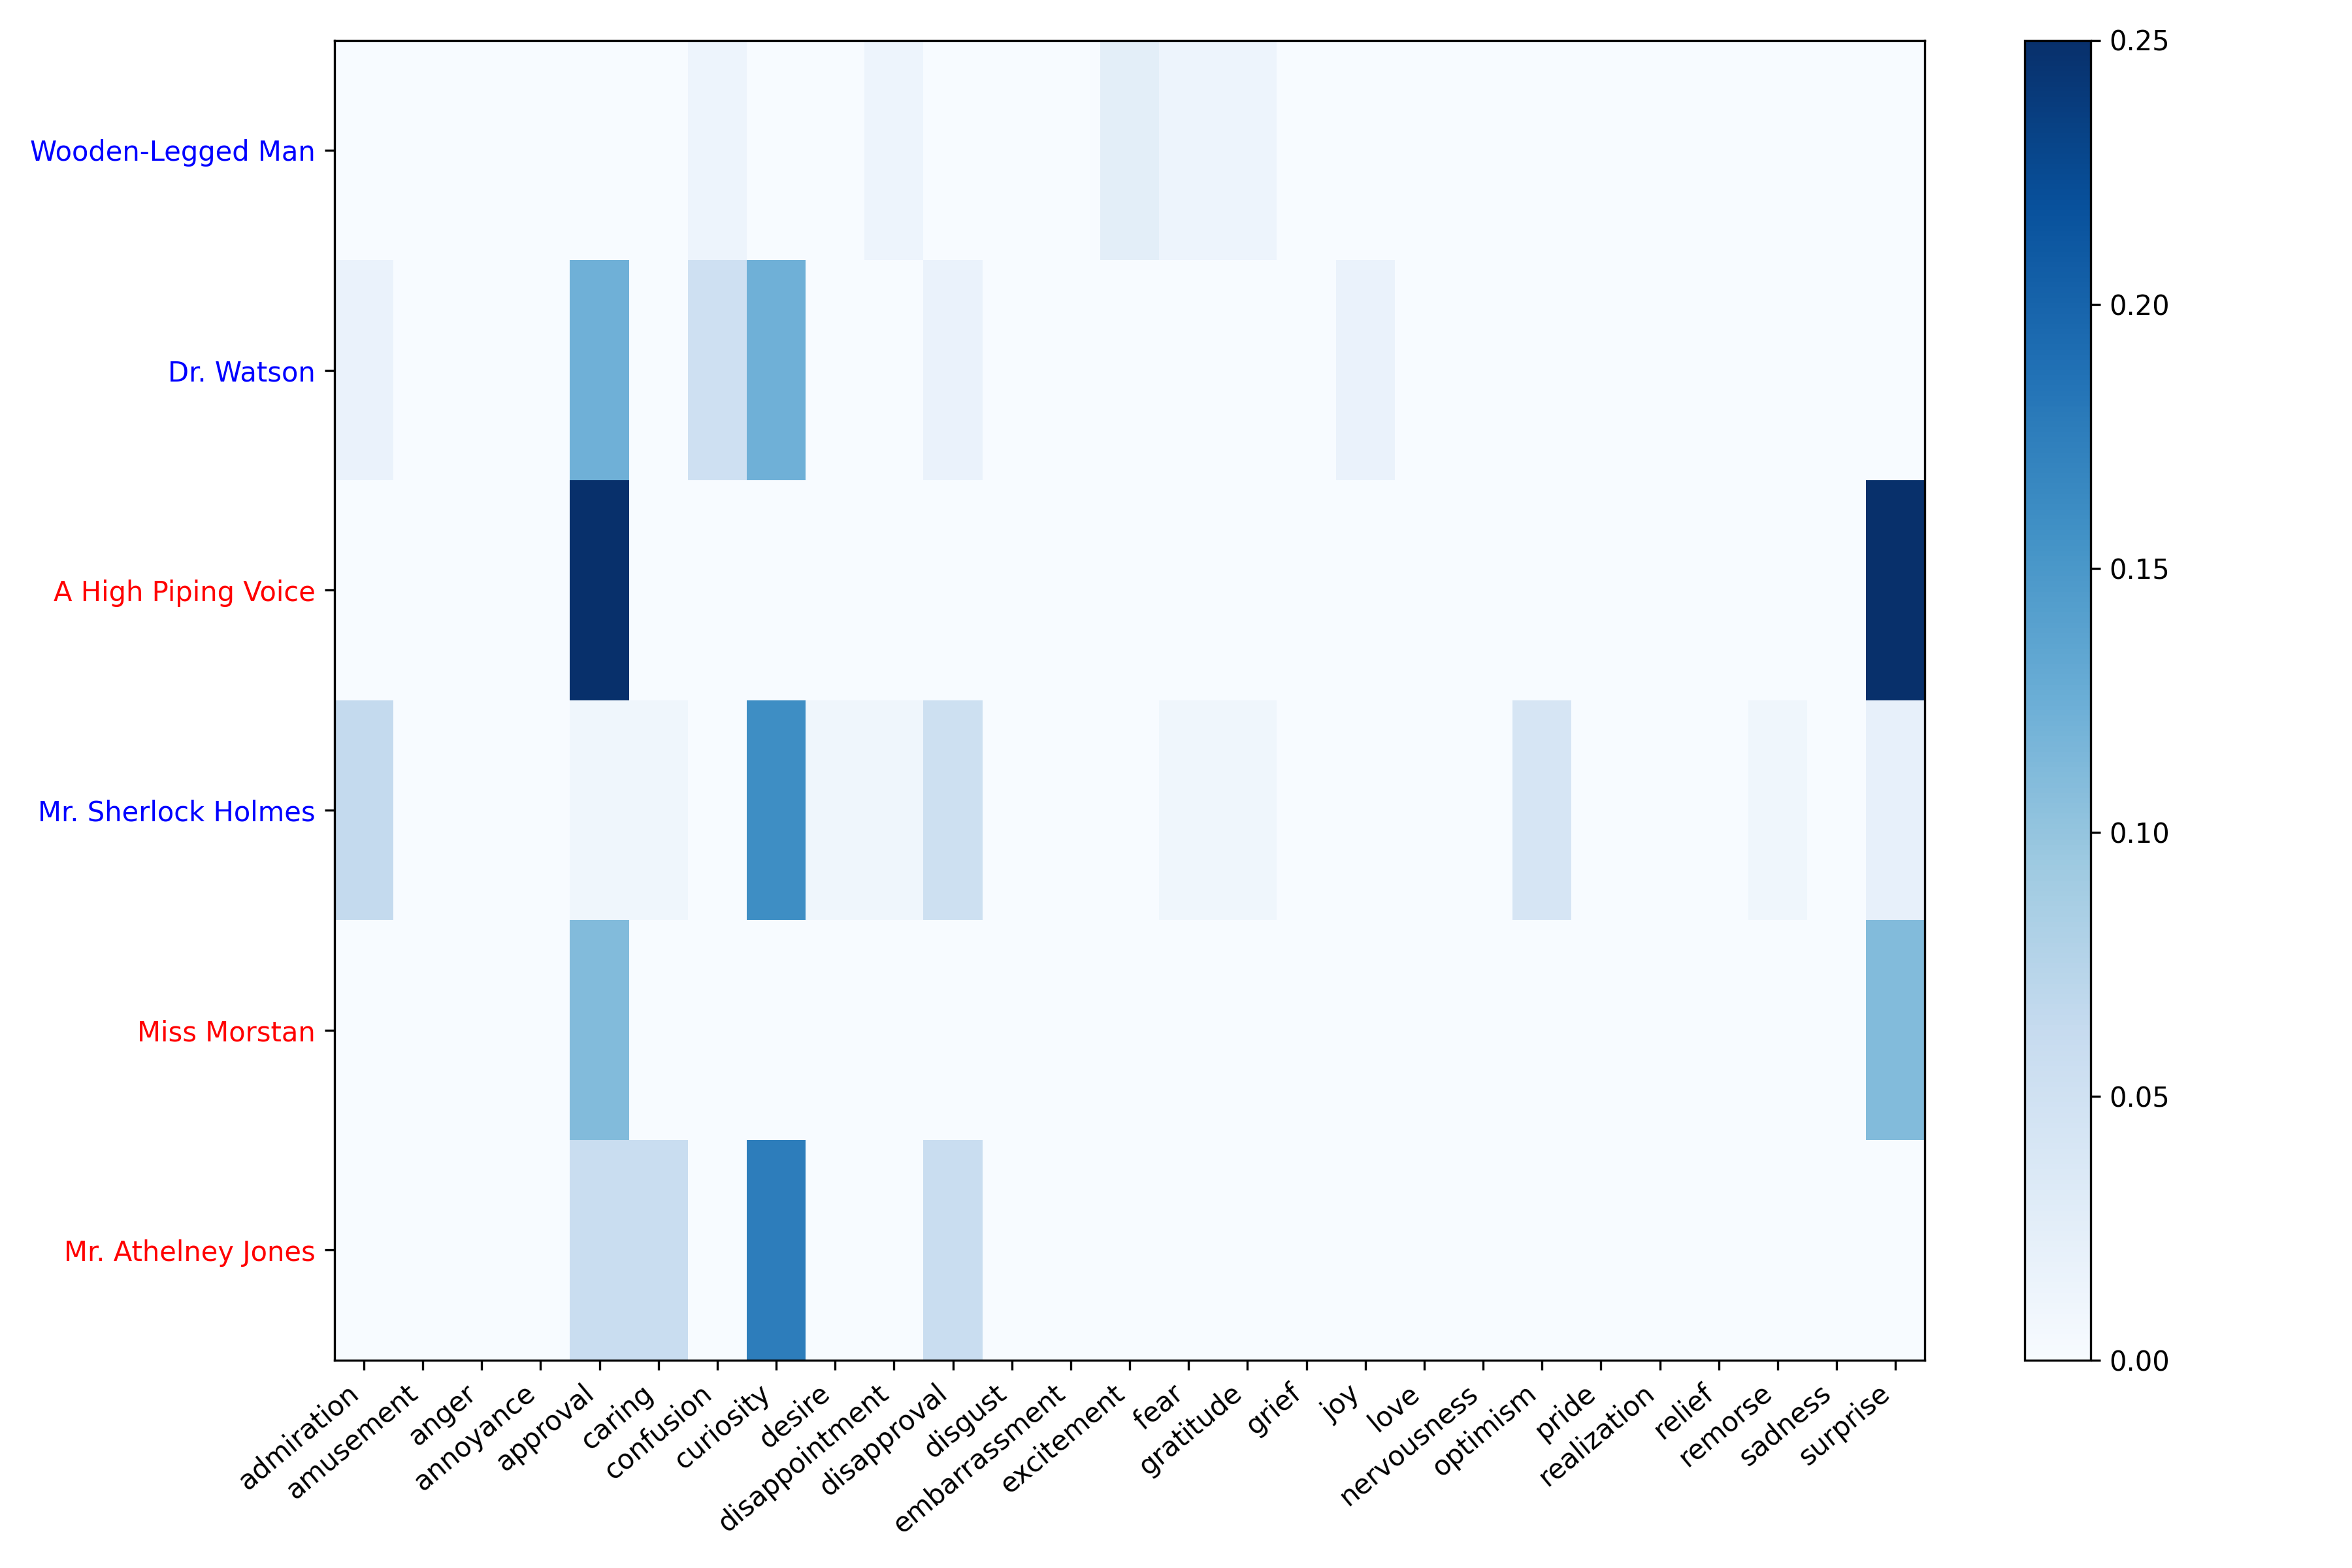 Wooden-Legged Man
Dr. Watson
A High Piping Voice
Mr. Sherlock Holmes
Miss Morstan
Mr. Athelney Jones
admiration
amusement
anger
annoyance
approval
caring
confusion
curiosity
desire
disappointment
disapproval
disgust
embarrassment
excitement
fear
gratitude
grief
joy
love
nervousness
optimism
pride
realization
relief
remorse
sadness
surprise
0.25
0.20
0.15
0.10
0.05
0.00